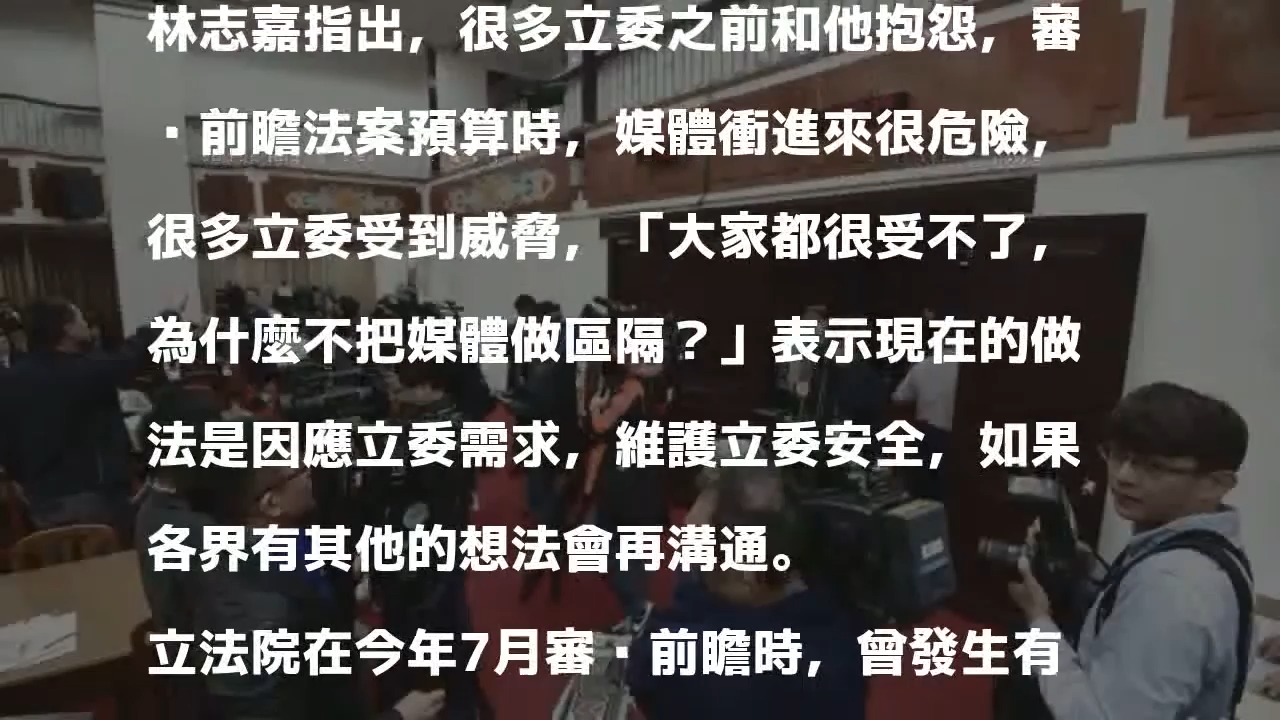 林志嘉指出，很多立委之前和他抱怨，審
·前瞻法案預算時，媒體衝進來很危險，
很多立委受到威脅，「大家都很受不了，
為什麼不把媒體做區隔？」表示現在的做
法是因應立委需求，維護立委安全，如果
各界有其他的想法會再溝通。
立法院在今年7月審·前瞻時，曾發生有